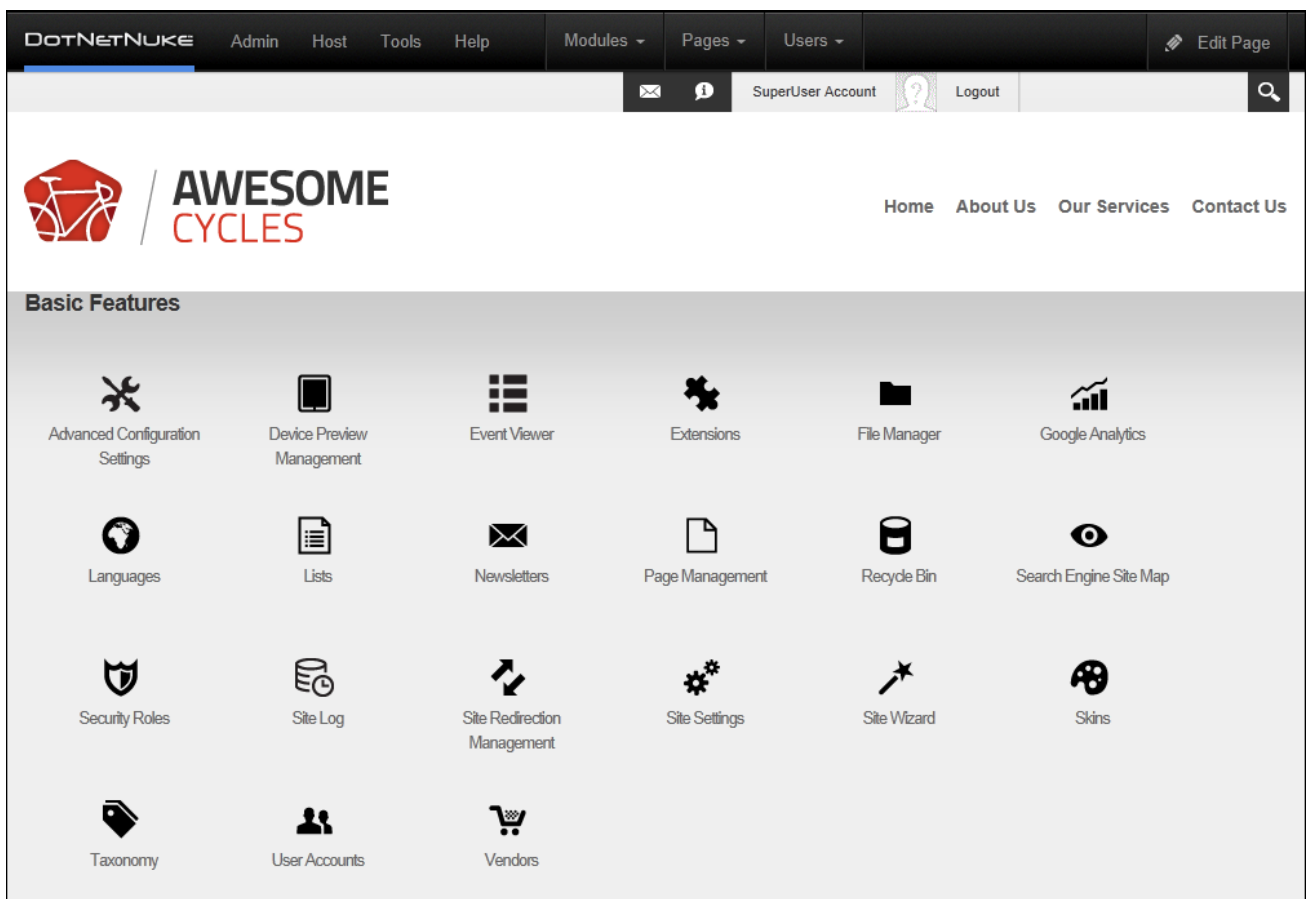 DOTNETNUKE Admin Host Tools Help Modules Pages Users Edit Page
SuperUser Account Logout
AWESOME
CYCLES
Home About Us Our Services Contact Us
Basic Features
Advanced Configuration Settings
Device Preview Management
Event Viewer
Extensions
File Manager
Google Analytics
Languages
Lists
Newsletters
Page Management
Recycle Bin
Search Engine Site Map
Security Roles
Site Log
Site Redirection Management
Site Settings
Site Wizard
Skins
Taxonomy
User Accounts
Vendors